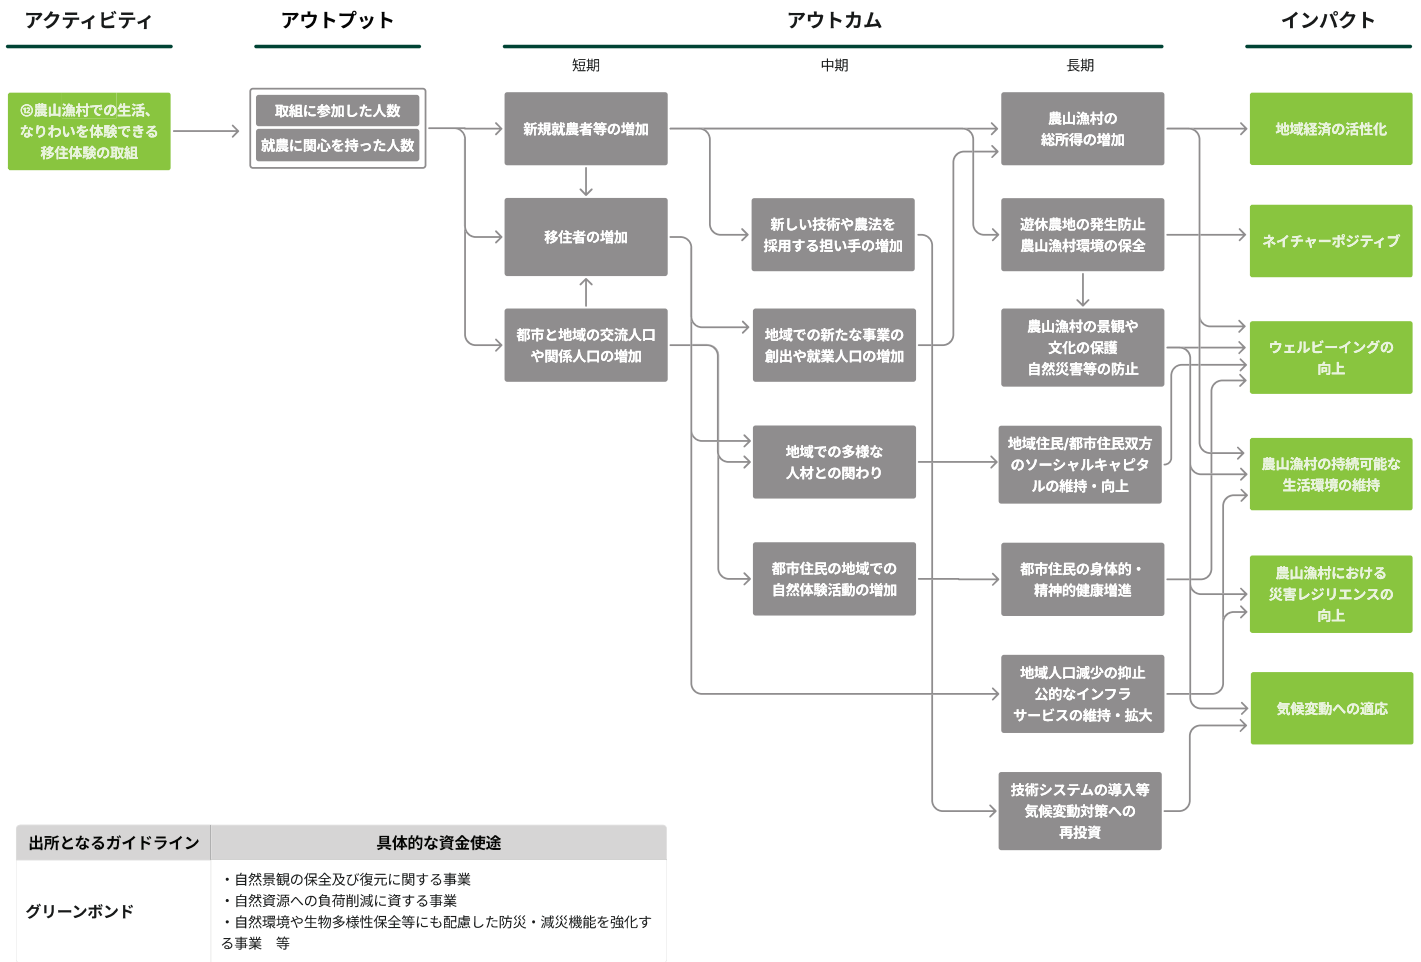 アクティビティ
アウトプット
アウトカム
インパクト
短期
中期
長期
⑫農山漁村での生活、
なりわいを体験できる
移住体験の取組
取組に参加した人数
就農に関心を持った人数
新規就農者等の増加
移住者の増加
都市と地域の交流人口
や関係人口の増加
新しい技術や農法を
採用する担い手の増加
地域での新たな事業の
創出や就業人口の増加
地域での多様な
人材との関わり
都市住民の地域での
自然体験活動の増加
農山漁村の
総所得の増加
遊休農地の発生防止
農山漁村環境の保全
農山漁村の景観や
文化の保護
自然災害等の防止
地域住民/都市住民双方
のソーシャルキャピタ
ルの維持・向上
都市住民の身体的・
精神的健康増進
地域人口減少の抑止
公的なインフラ
サービスの維持・拡大
技術システムの導入等
気候変動対策への
再投資
地域経済の活性化
ネイチャーポジティブ
ウェルビーイングの
向上
農山漁村の持続可能な
生活環境の維持
農山漁村における
災害レジリエンスの
向上
気候変動への適応
出所となるガイドライン
具体的な資金使途
グリーンボンド
・自然景観の保全及び復元に関する事業
・自然資源への負荷削減に資する事業
・自然環境や生物多様性保全等にも配慮した防災・減災機能を強化す
る事業　等